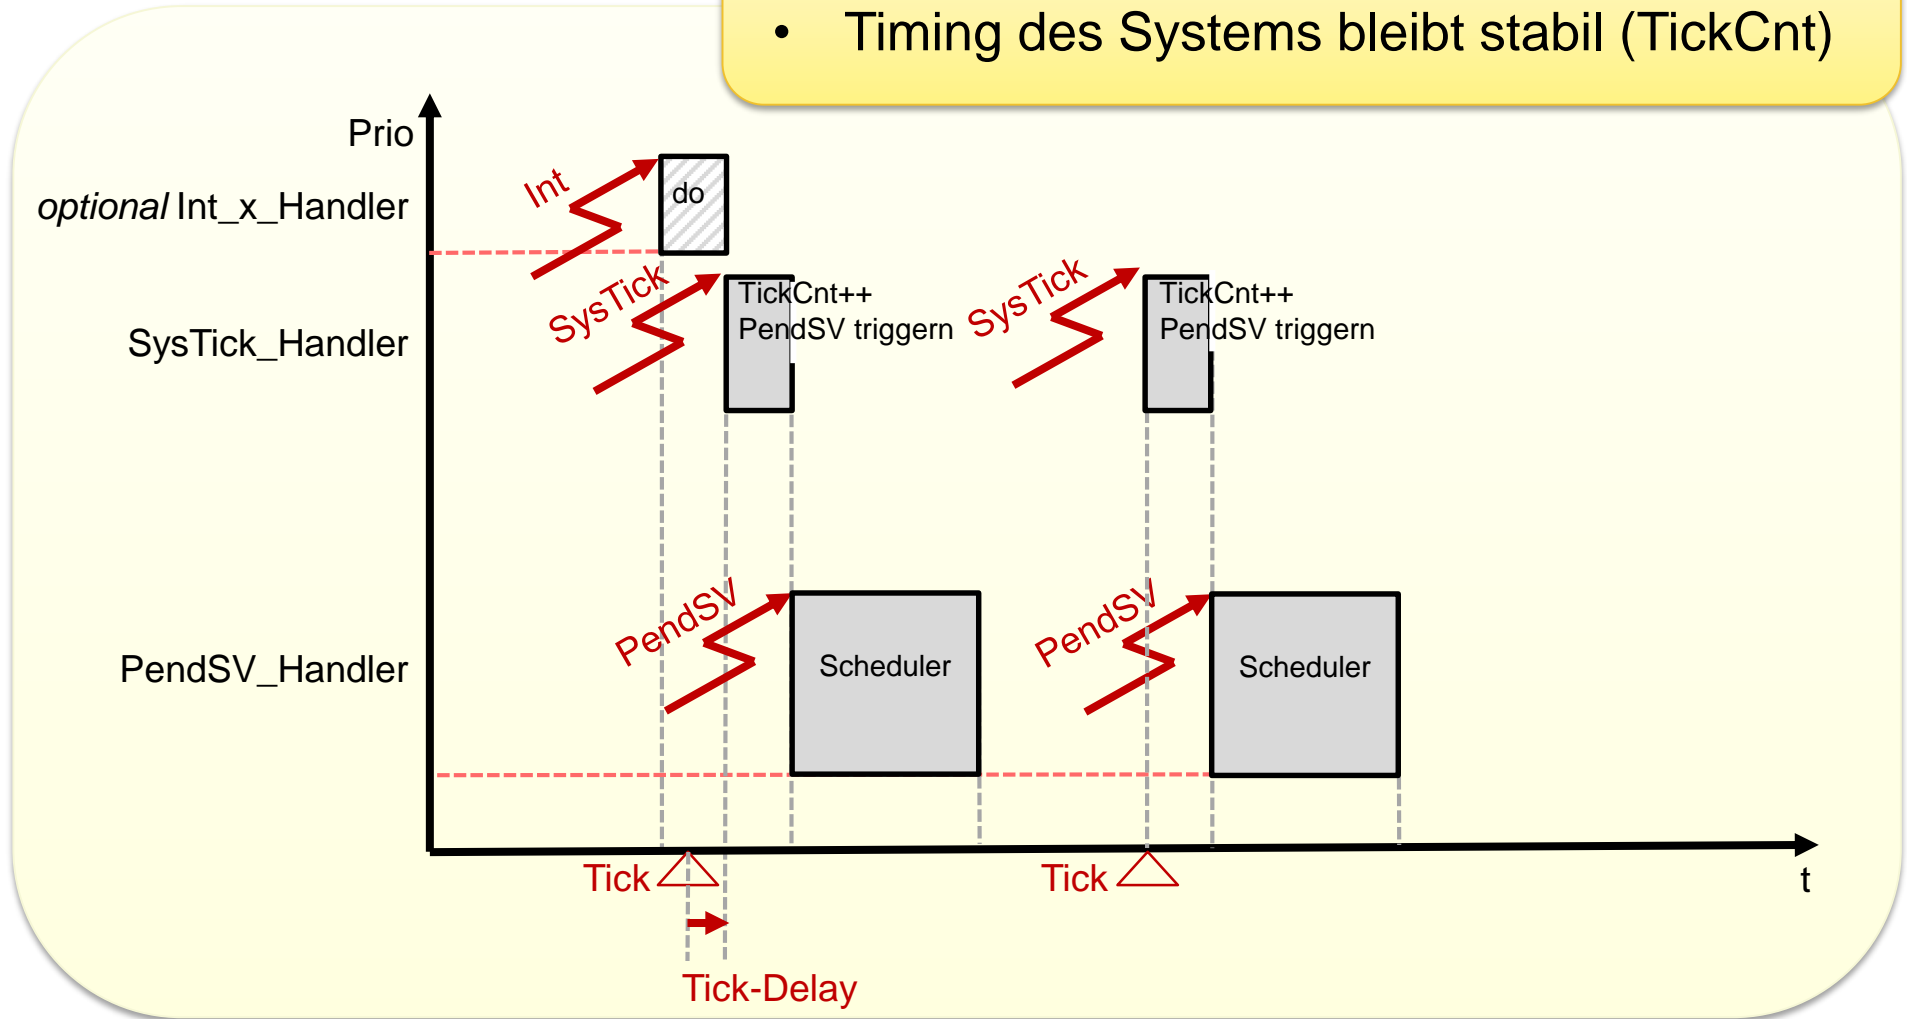 • Timing des Systems bleibt stabil (TickCnt)
Prio
optional Int_x_Handler
Int
do
SysTick_Handler
SysTick
TickCnt++
PendSV triggern
SysTick
TickCnt++
PendSV triggern
PendSV_Handler
PendSV
Scheduler
PendSV
Scheduler
Tick
Tick
t
Tick-Delay